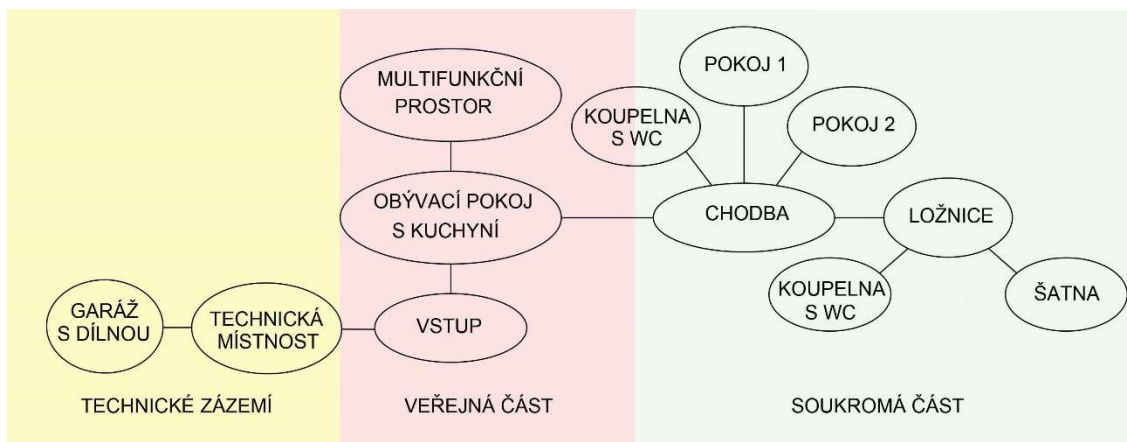 MULTIFUNKČNÍ
PROSTOR
POKOJ 1
KOUPELNA
S WC
POKOJ 2
OBÝVACÍ POKOJ
S KUCHYNÍ
CHODBA
LOŽNICE
KOUPELNA
S WC
ŠATNA
GARÁŽ
S DÍLNOU
TECHNICKÁ
MÍSTNOST
VSTUP
TECHNICKÉ ZÁZEMÍ
VEŘEJNÁ ČÁST
SOUKROMÁ ČÁST